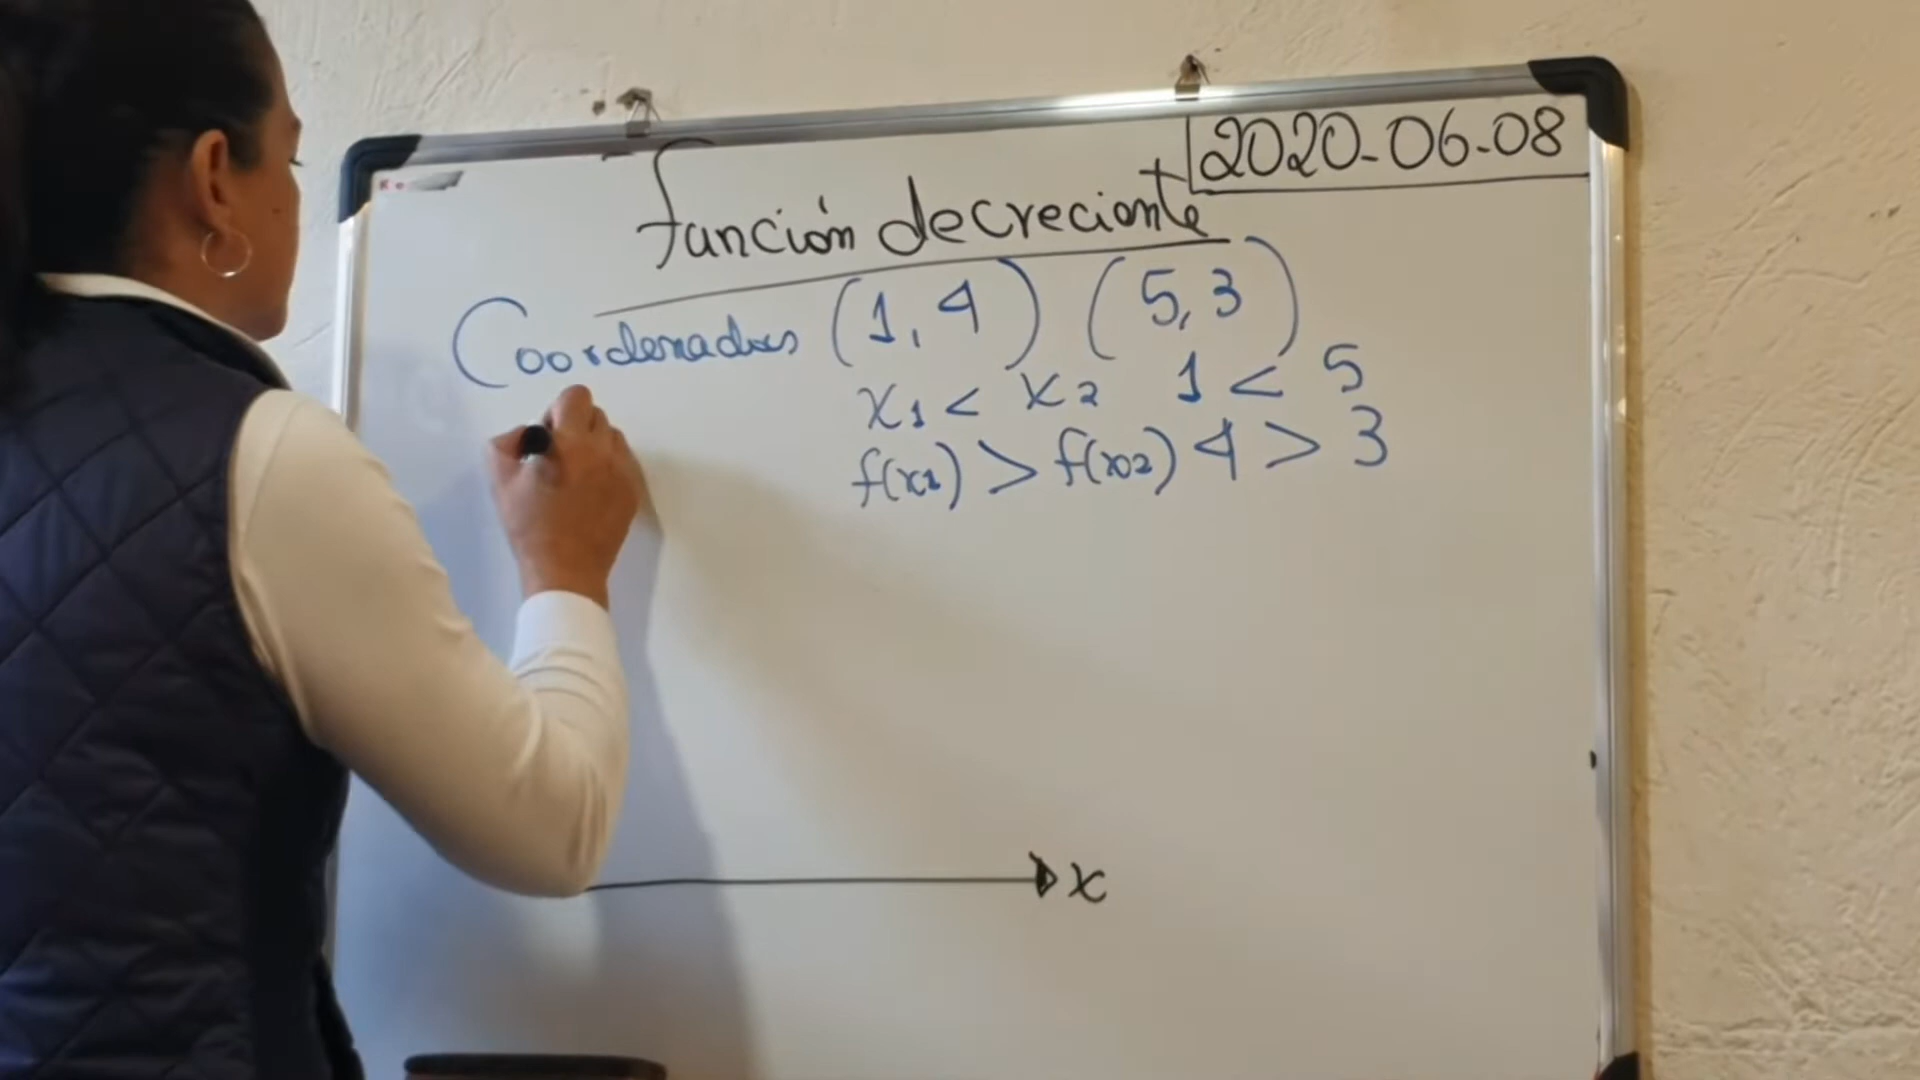 2020-06-08
función decreciente
Coordenadas (1, 4) (5, 3)
x1 < x2 1 < 5
f(x1) > f(x2) 4 > 3
x